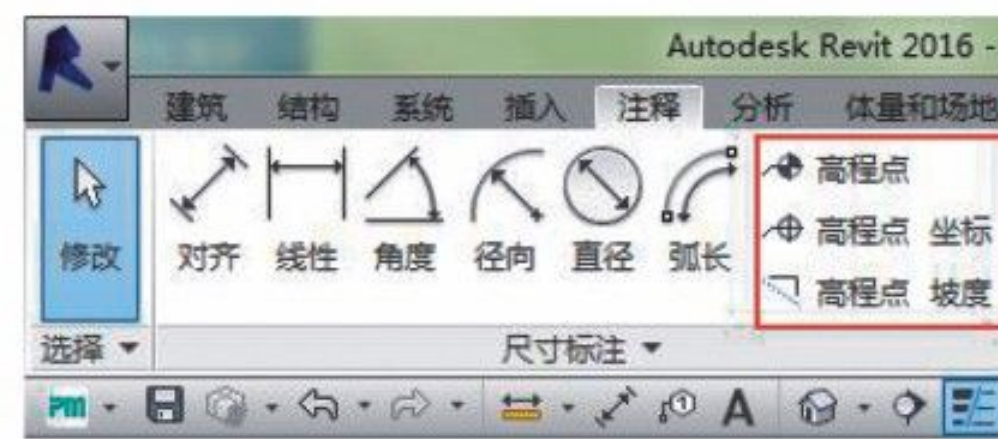 Autodesk Revit 2016 -
建筑 结构 系统 插入 注释 分析 体量和场地
修改
对齐 线性 角度 径向 直径 弧长
高程点
高程点 坐标
高程点 坡度
选择 尺寸标注
PM 1 A